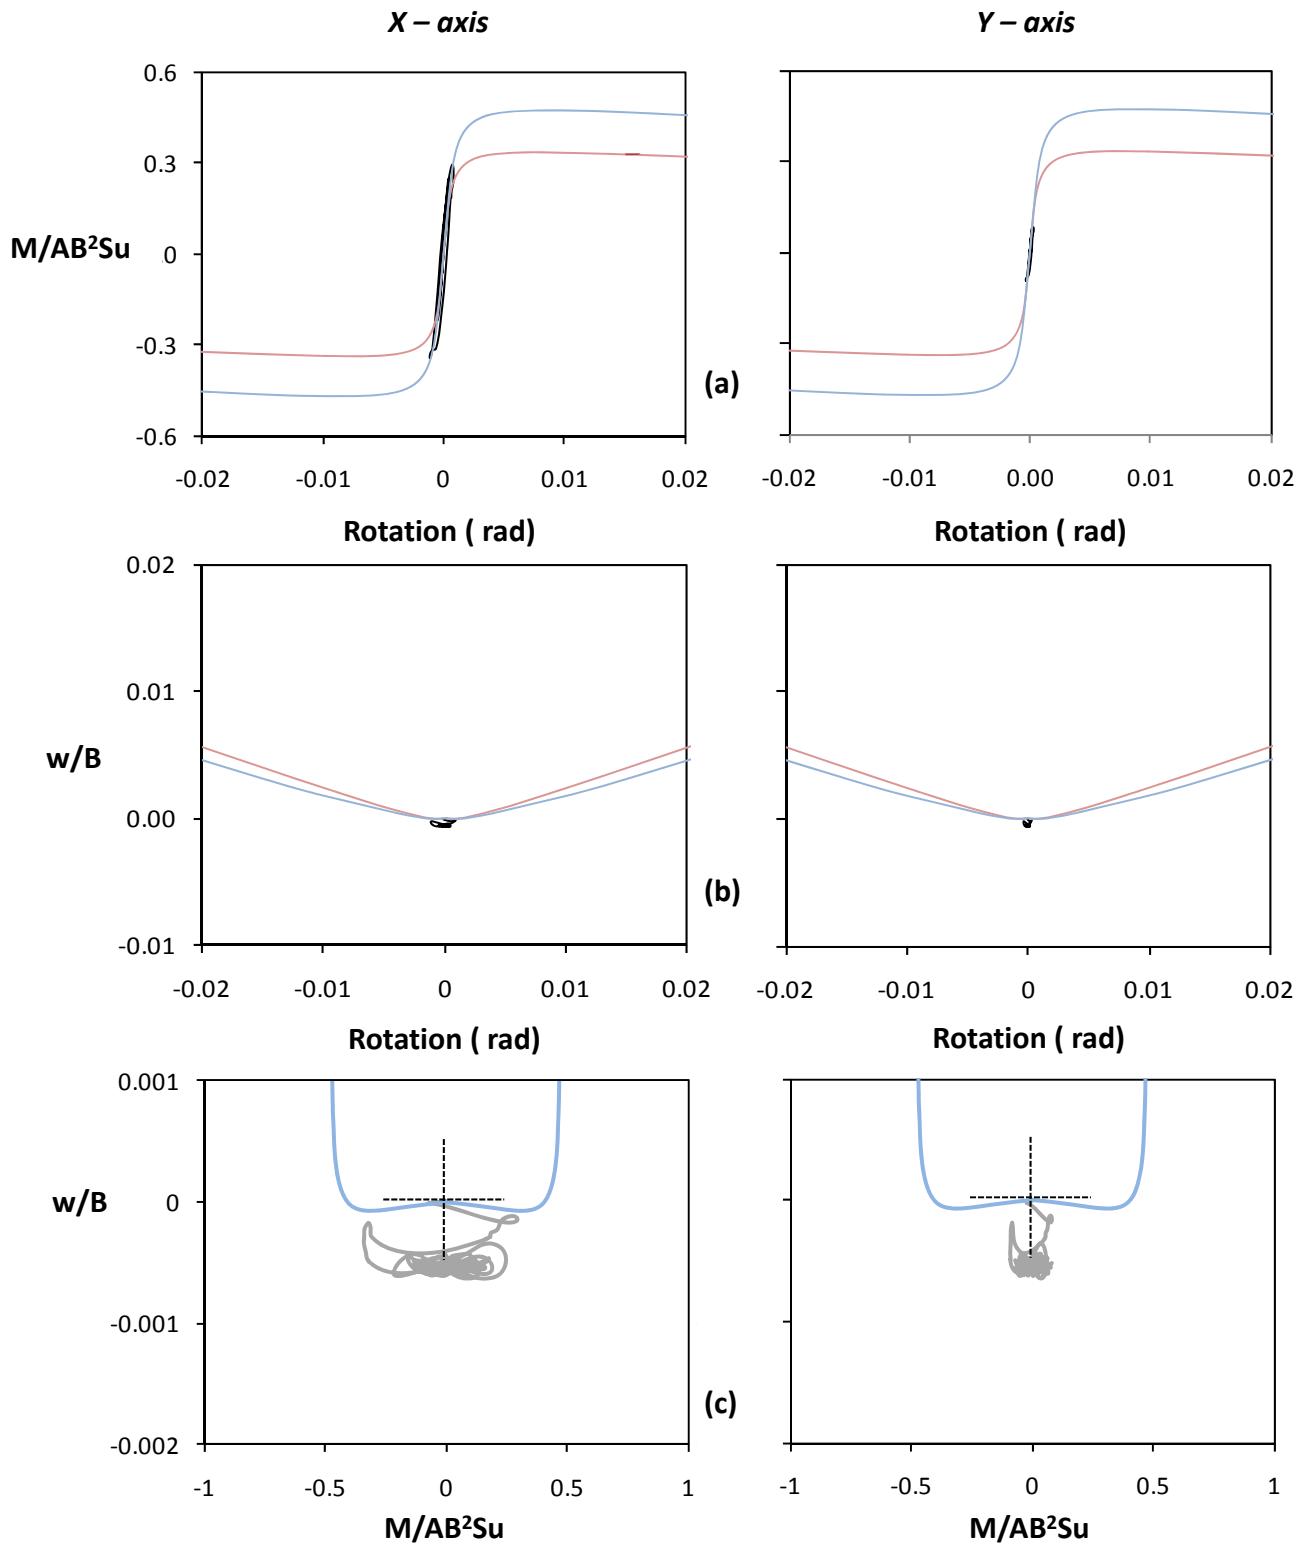 X – axis Y – axis
0.6
0.3
M/AB²Su 0
-0.3
(a)
-0.6
-0.02 -0.01 0 0.01 0.02 -0.02 -0.01 0.00 0.01 0.02
Rotation ( rad) Rotation ( rad)
0.02
0.01
w/B
0.00
(b)
-0.01
-0.02 -0.01 0 0.01 0.02 -0.02 -0.01 0 0.01 0.02
Rotation ( rad) Rotation ( rad)
0.001
w/B 0
-0.001
(c)
-0.002
-1 -0.5 0 0.5 1 -1 -0.5 0 0.5 1
M/AB²Su M/AB²Su